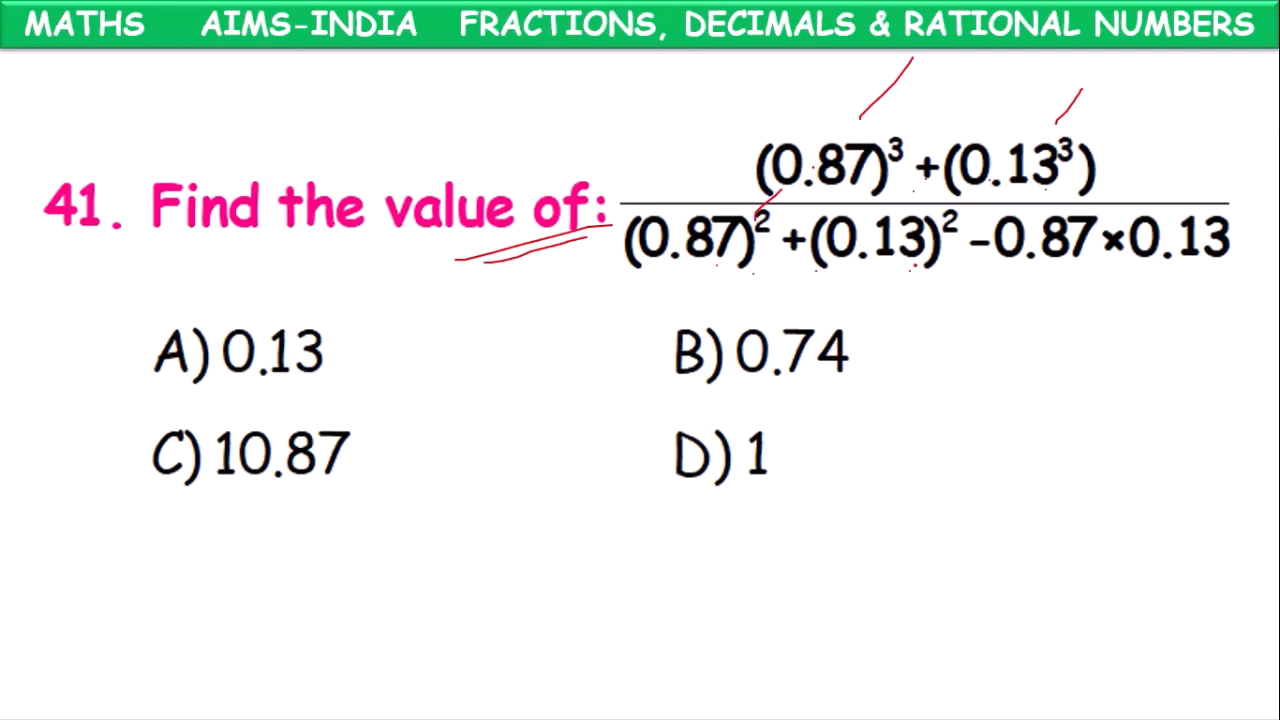 MATHS AIMS-INDIA FRACTIONS, DECIMALS & RATIONAL NUMBERS
(0.87)³ +(0.13³)
41. Find the value of:
(0.87)² +(0.13)² -0.87×0.13
A) 0.13 B) 0.74
C) 10.87 D) 1